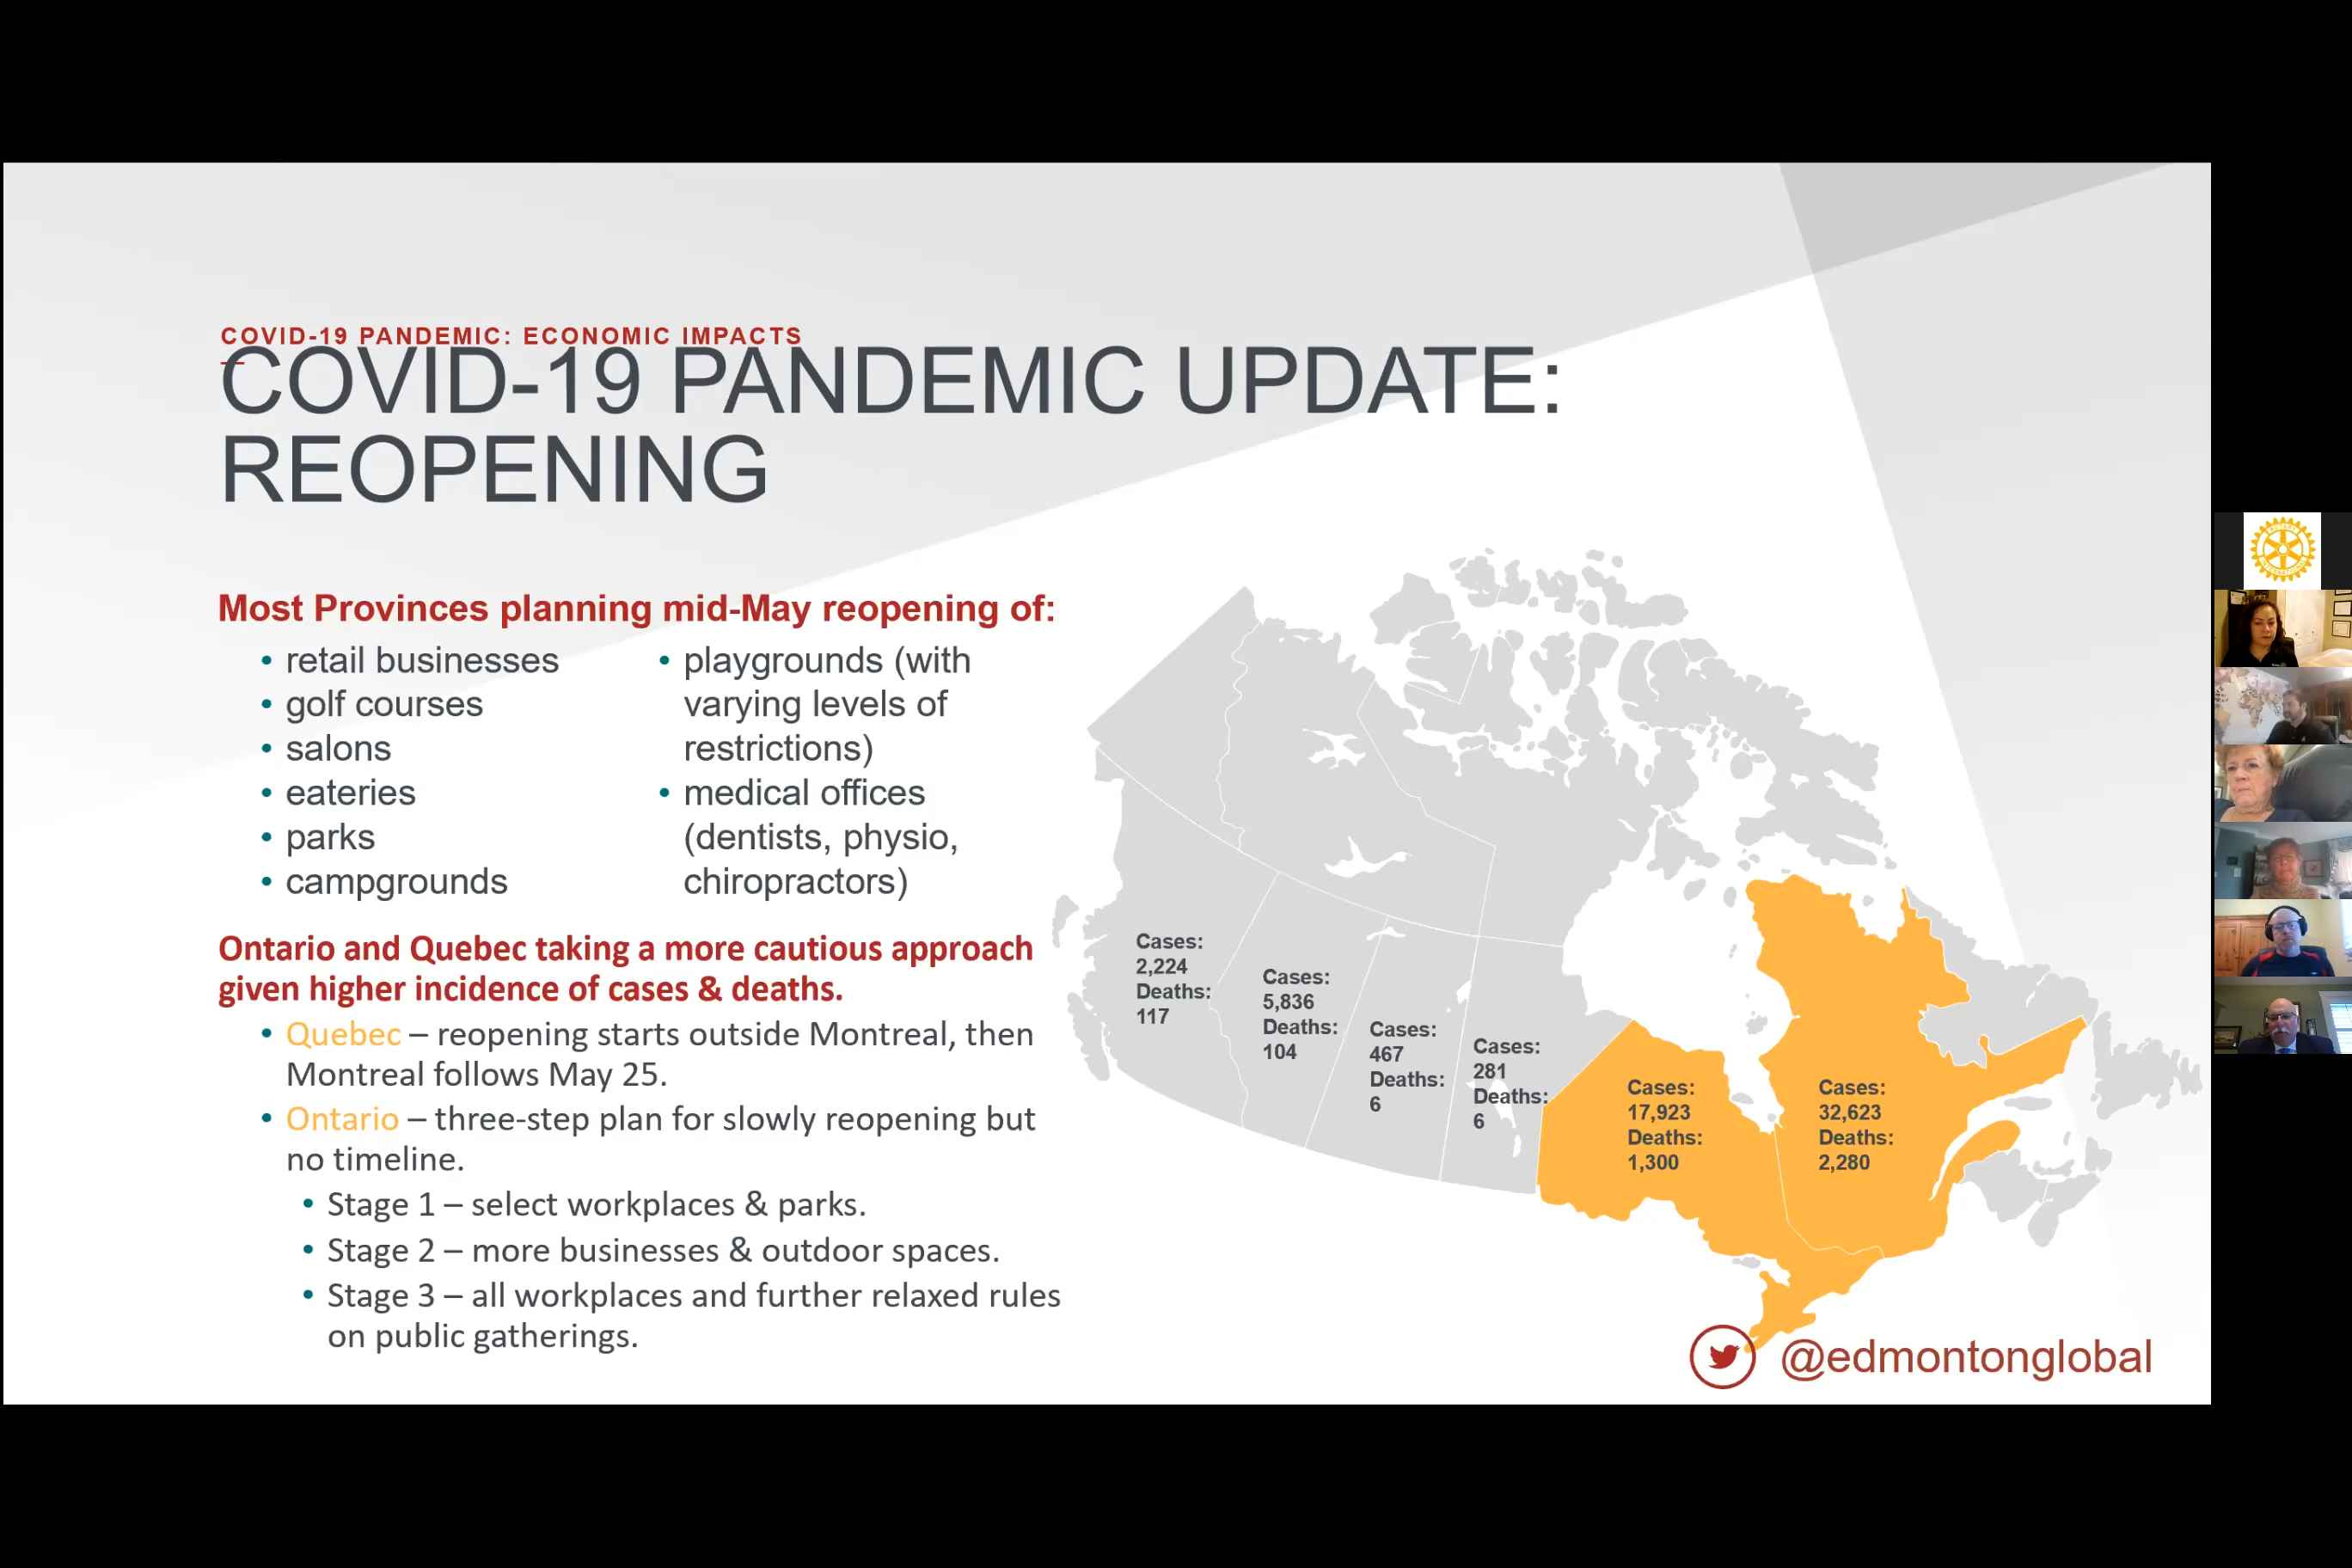 COVID-19 PANDEMIC: ECONOMIC IMPACTS
COVID-19 PANDEMIC UPDATE:
REOPENING
Most Provinces planning mid-May reopening of:
• retail businesses
• golf courses
• salons
• eateries
• parks
• campgrounds
• playgrounds (with
varying levels of
restrictions)
• medical offices
(dentists, physio,
chiropractors)
Ontario and Quebec taking a more cautious approach
given higher incidence of cases & deaths.
• Quebec – reopening starts outside Montreal, then
Montreal follows May 25.
• Ontario – three-step plan for slowly reopening but
no timeline.
• Stage 1 – select workplaces & parks.
• Stage 2 – more businesses & outdoor spaces.
• Stage 3 – all workplaces and further relaxed rules
on public gatherings.
Cases:
2,224
Deaths:
117
Cases:
5,836
Deaths:
104
Cases:
467
Deaths:
6
Cases:
281
Deaths:
6
Cases:
17,923
Deaths:
1,300
Cases:
32,623
Deaths:
2,280
@edmontonglobal
ROTARY
INTERNATIONAL